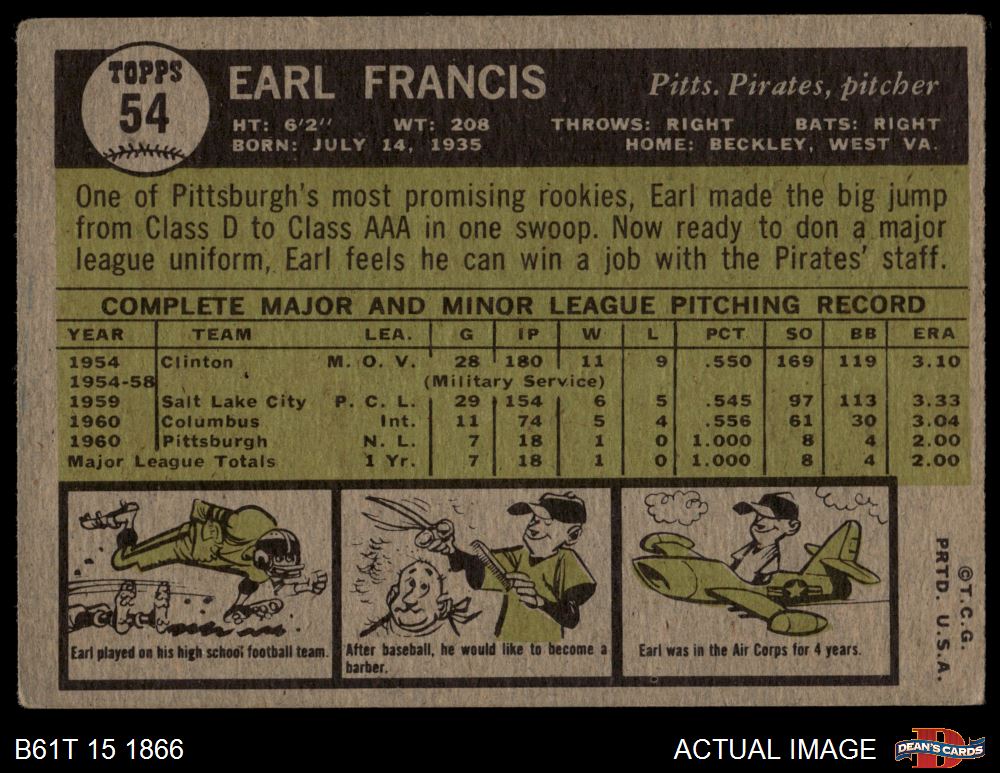 TOPPS
54
EARL FRANCIS
Pitts. Pirates, pitcher
HT: 6'2" WT: 208 THROWS: RIGHT BATS: RIGHT
BORN: JULY 14, 1935 HOME: BECKLEY, WEST VA.
One of Pittsburgh's most promising rookies, Earl made the big jump
from Class D to Class AAA in one swoop. Now ready to don a major
league uniform, Earl feels he can win a job with the Pirates' staff.
COMPLETE MAJOR AND MINOR LEAGUE PITCHING RECORD
YEAR TEAM LEA. G IP W L PCT SO BB ERA
1954 Clinton M. O. V. 28 180 11 9 .550 169 119 3.10
1954-58 (Military Service)
1959 Salt Lake City P. C. L. 29 154 6 5 .545 97 113 3.33
1960 Columbus Int. 11 74 5 4 .556 61 30 3.04
1960 Pittsburgh N. L. 7 18 1 0 1.000 8 4 2.00
Major League Totals 1 Yr. 7 18 1 0 1.000 8 4 2.00
Earl played on his high school football team.
After baseball, he would like to become a
barber.
Earl was in the Air Corps for 4 years.
©T.C.G.
PRTD. U.S.A.
B61T 15 1866
ACTUAL IMAGE
D
DEAN'S CARDS